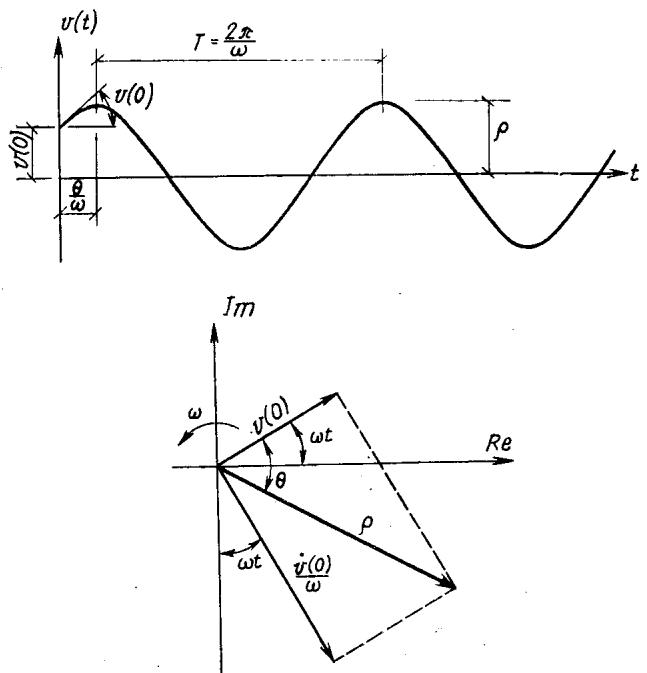 v(t)
T = 2π/ω
v(0)
v(0)
ρ
t
θ/ω
Im
ω
v(0)
ωt
Re
θ
ρ
ωt
v̇(0)/ω